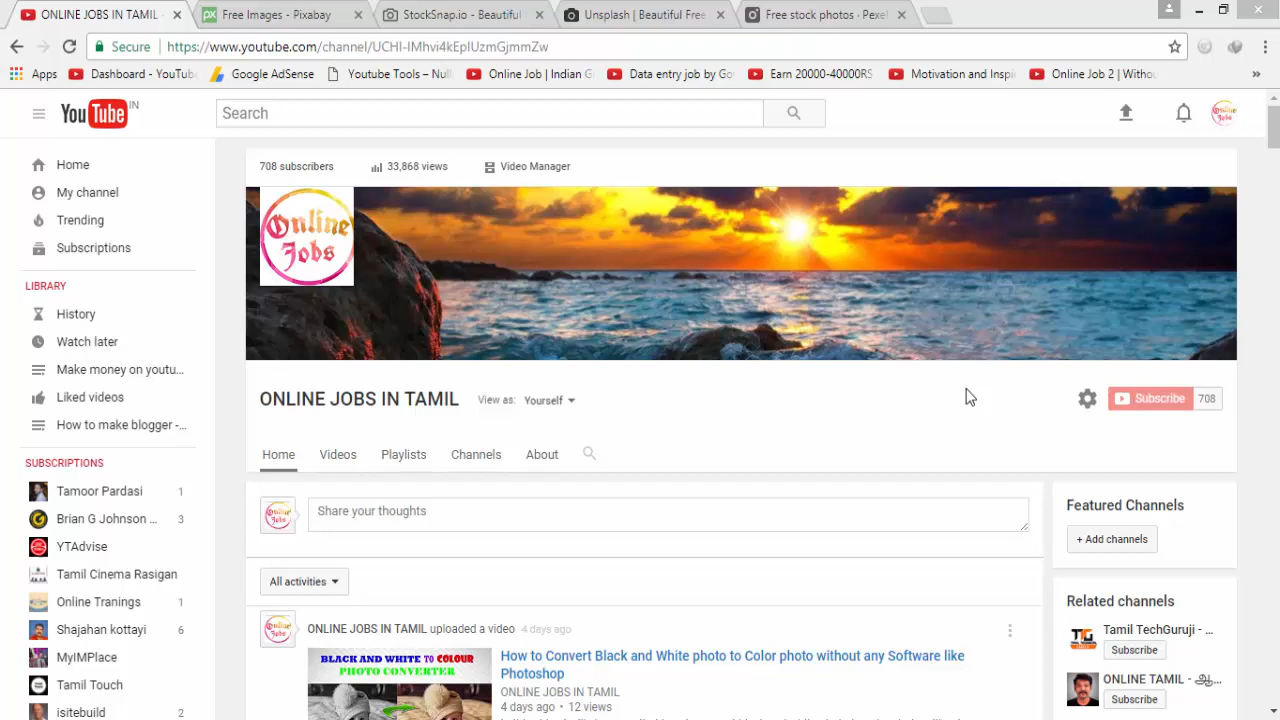 ONLINE JOBS IN TAMIL -
Free Images - Pixabay
StockSnap.io - Beautiful
Unsplash | Beautiful Free
Free stock photos · Pexel
Secure
https://www.youtube.com/channel/UCHI-IMhvi4kEpIUzmGjmmZw
Apps
Dashboard - YouTube
Google AdSense
Youtube Tools – Null
Online Job | Indian G
Data entry job by Go
Earn 20000-40000RS
Motivation and Inspi
Online Job 2 | Witho
YouTube IN
Search
708 subscribers
33,868 views
Video Manager
Home
My channel
Trending
Subscriptions
LIBRARY
History
Watch later
Make money on youtu...
Liked videos
How to make blogger -...
SUBSCRIPTIONS
Tamoor Pardasi 1
Brian G Johnson ... 3
YTAdvise
Tamil Cinema Rasigan
Online Tranings 1
Shajahan kottayi 6
MyIMPlace
Tamil Touch
isitebuild 2
Online
Jobs
ONLINE JOBS IN TAMIL
View as: Yourself
Subscribe 708
Home Videos Playlists Channels About
Share your thoughts
All activities
ONLINE JOBS IN TAMIL uploaded a video 4 days ago
BLACK AND WHITE TO COLOUR
PHOTO CONVERTER
How to Convert Black and White photo to Color photo without any Software like
Photoshop
ONLINE JOBS IN TAMIL
4 days ago • 12 views
Featured Channels
+ Add channels
Related channels
Tamil TechGuruji - ...
Subscribe
ONLINE TAMIL - ஆ...
Subscribe